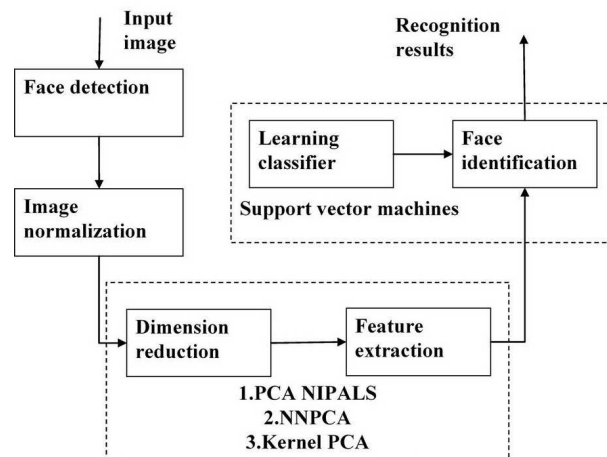 Input
image
Face detection
Image
normalization
Dimension
reduction
Feature
extraction
1.PCA NIPALS
2.NNPCA
3.Kernel PCA
Learning
classifier
Face
identification
Support vector machines
Recognition
results